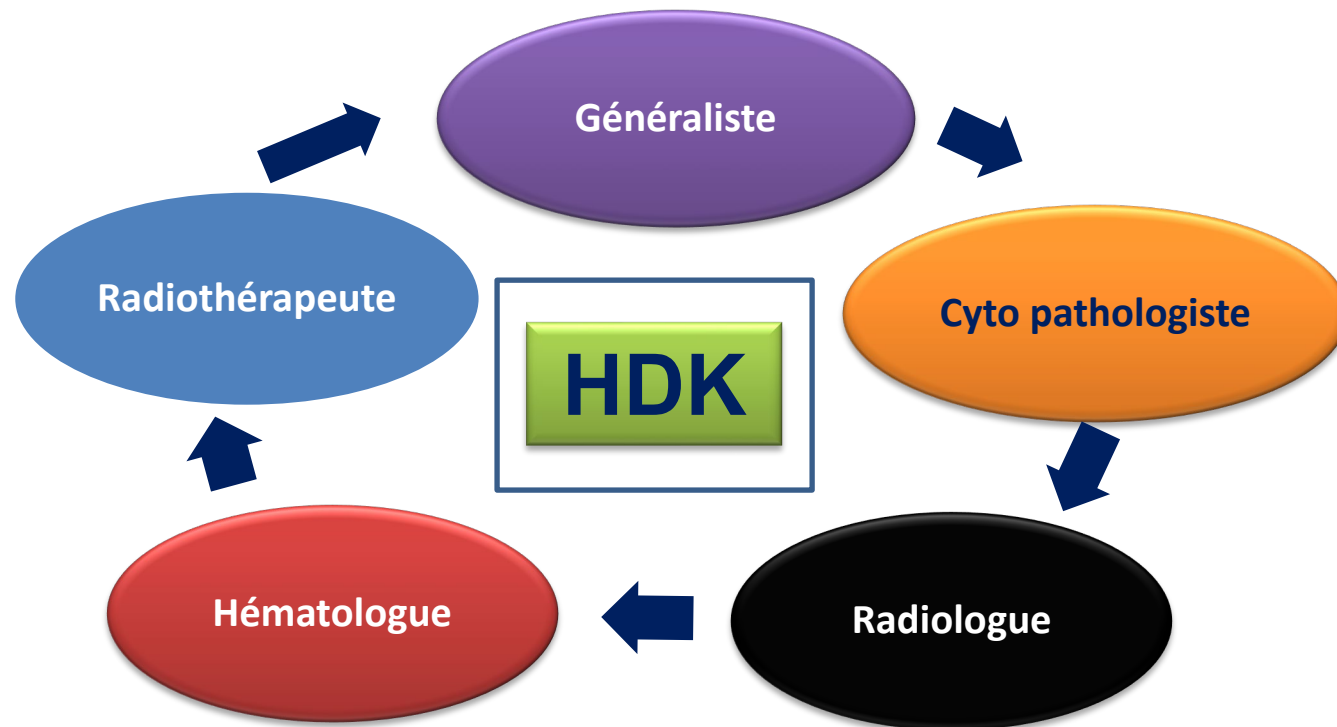 Généraliste
Cyto pathologiste
Radiologue
Hématologue
Radiothérapeute
HDK